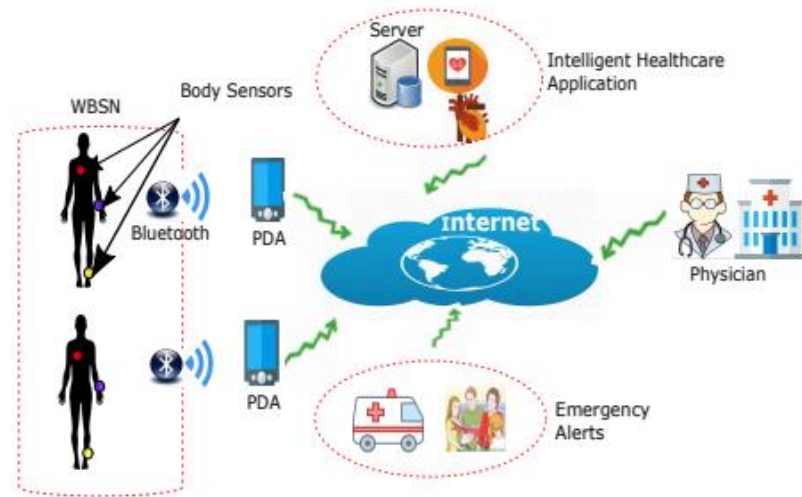 Server
Intelligent Healthcare
Application
WBSN
Body Sensors
Bluetooth
PDA
Internet
Physician
PDA
Emergency
Alerts